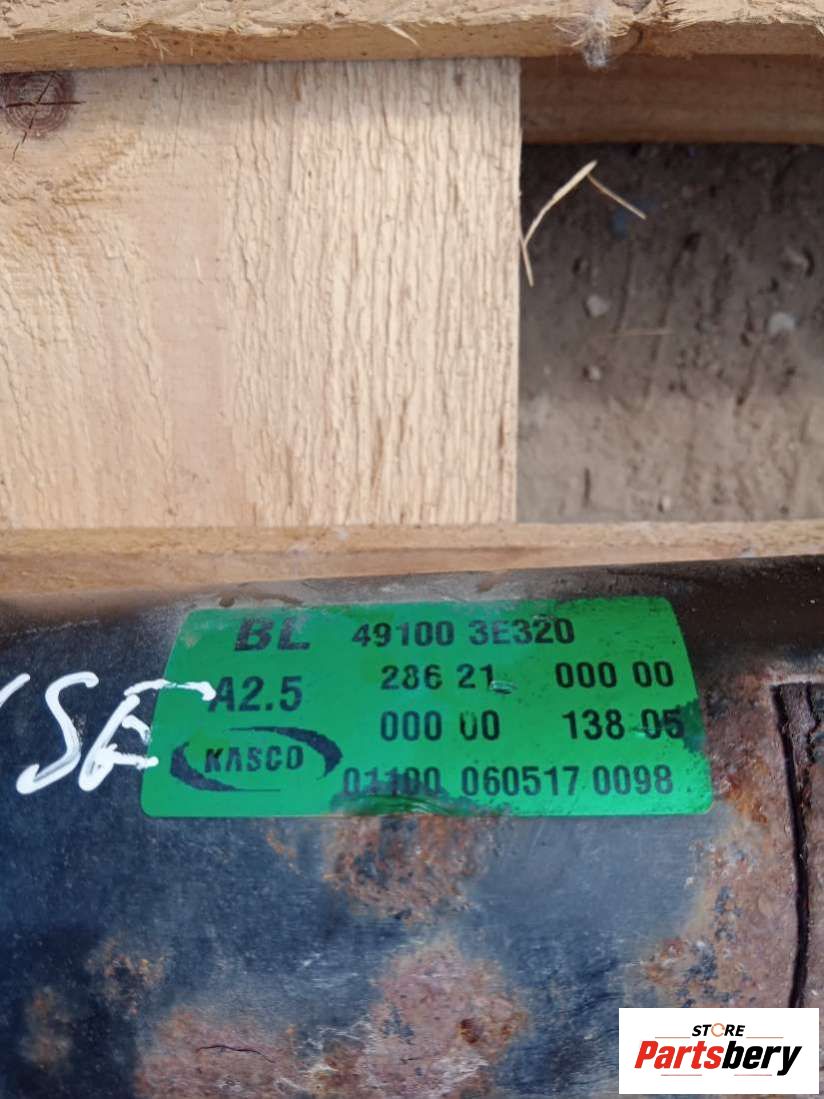 BL 49100 3E320
A2.5 286 21 000 00
000 00 138 05
KASCO 01100 060517 0098
SE
STORE
Partsbery